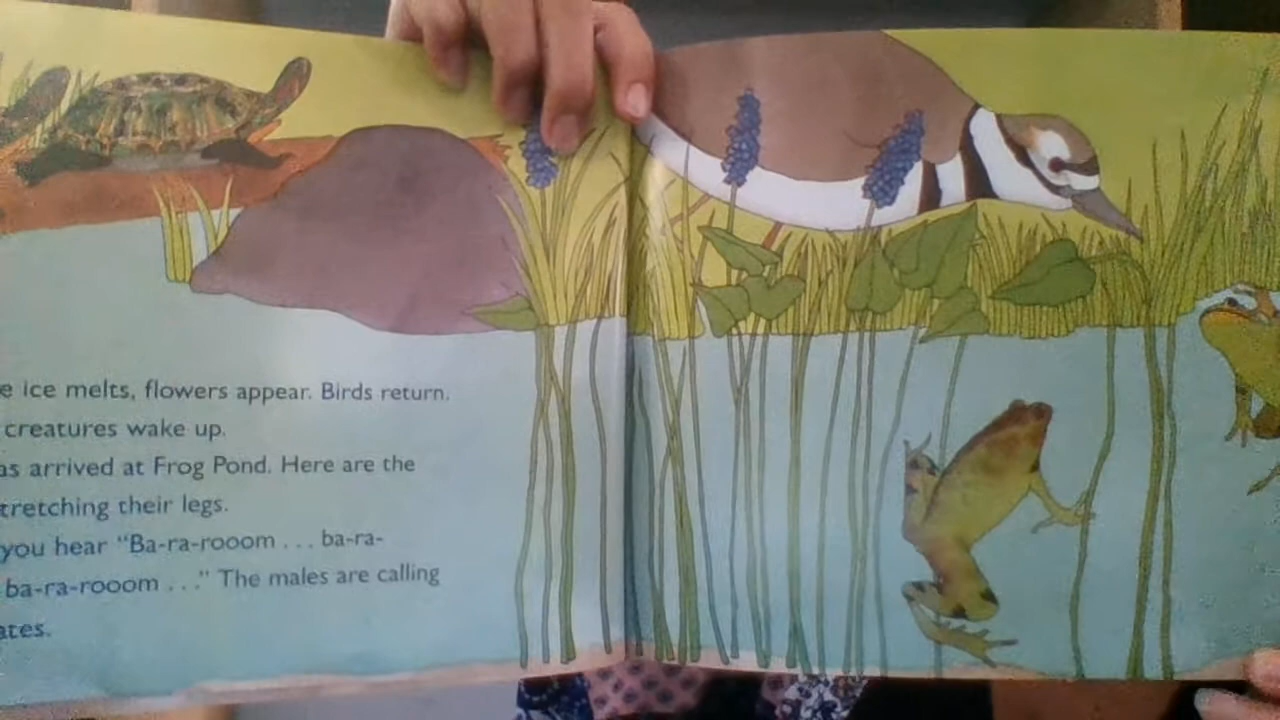 e ice melts, flowers appear. Birds return.
creatures wake up.
as arrived at Frog Pond. Here are the
tretching their legs.
you hear “Ba-ra-rooom . . . ba-ra-
ba-ra-rooom . . .” The males are calling
ates.